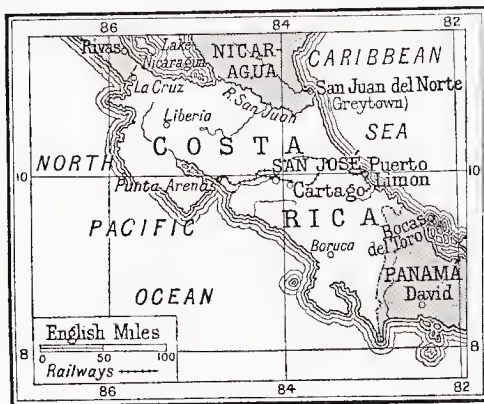 86 84 82
Rivas
Lake
Nicaragua
NICAR-
AGUA
CARIBBEAN
La Cruz
R. San Juan
San Juan del Norte
(Greytown)
Liberia
SEA
COSTA
NORTH
10
SAN JOSÉ
Puerto
Limon
10
Punta Arenas
Cartago
PACIFIC
RICA
Bocas
del Toro
Boruca
PANAMA
David
OCEAN
English Miles
0 50 100
Railways
8
8
86 84 82